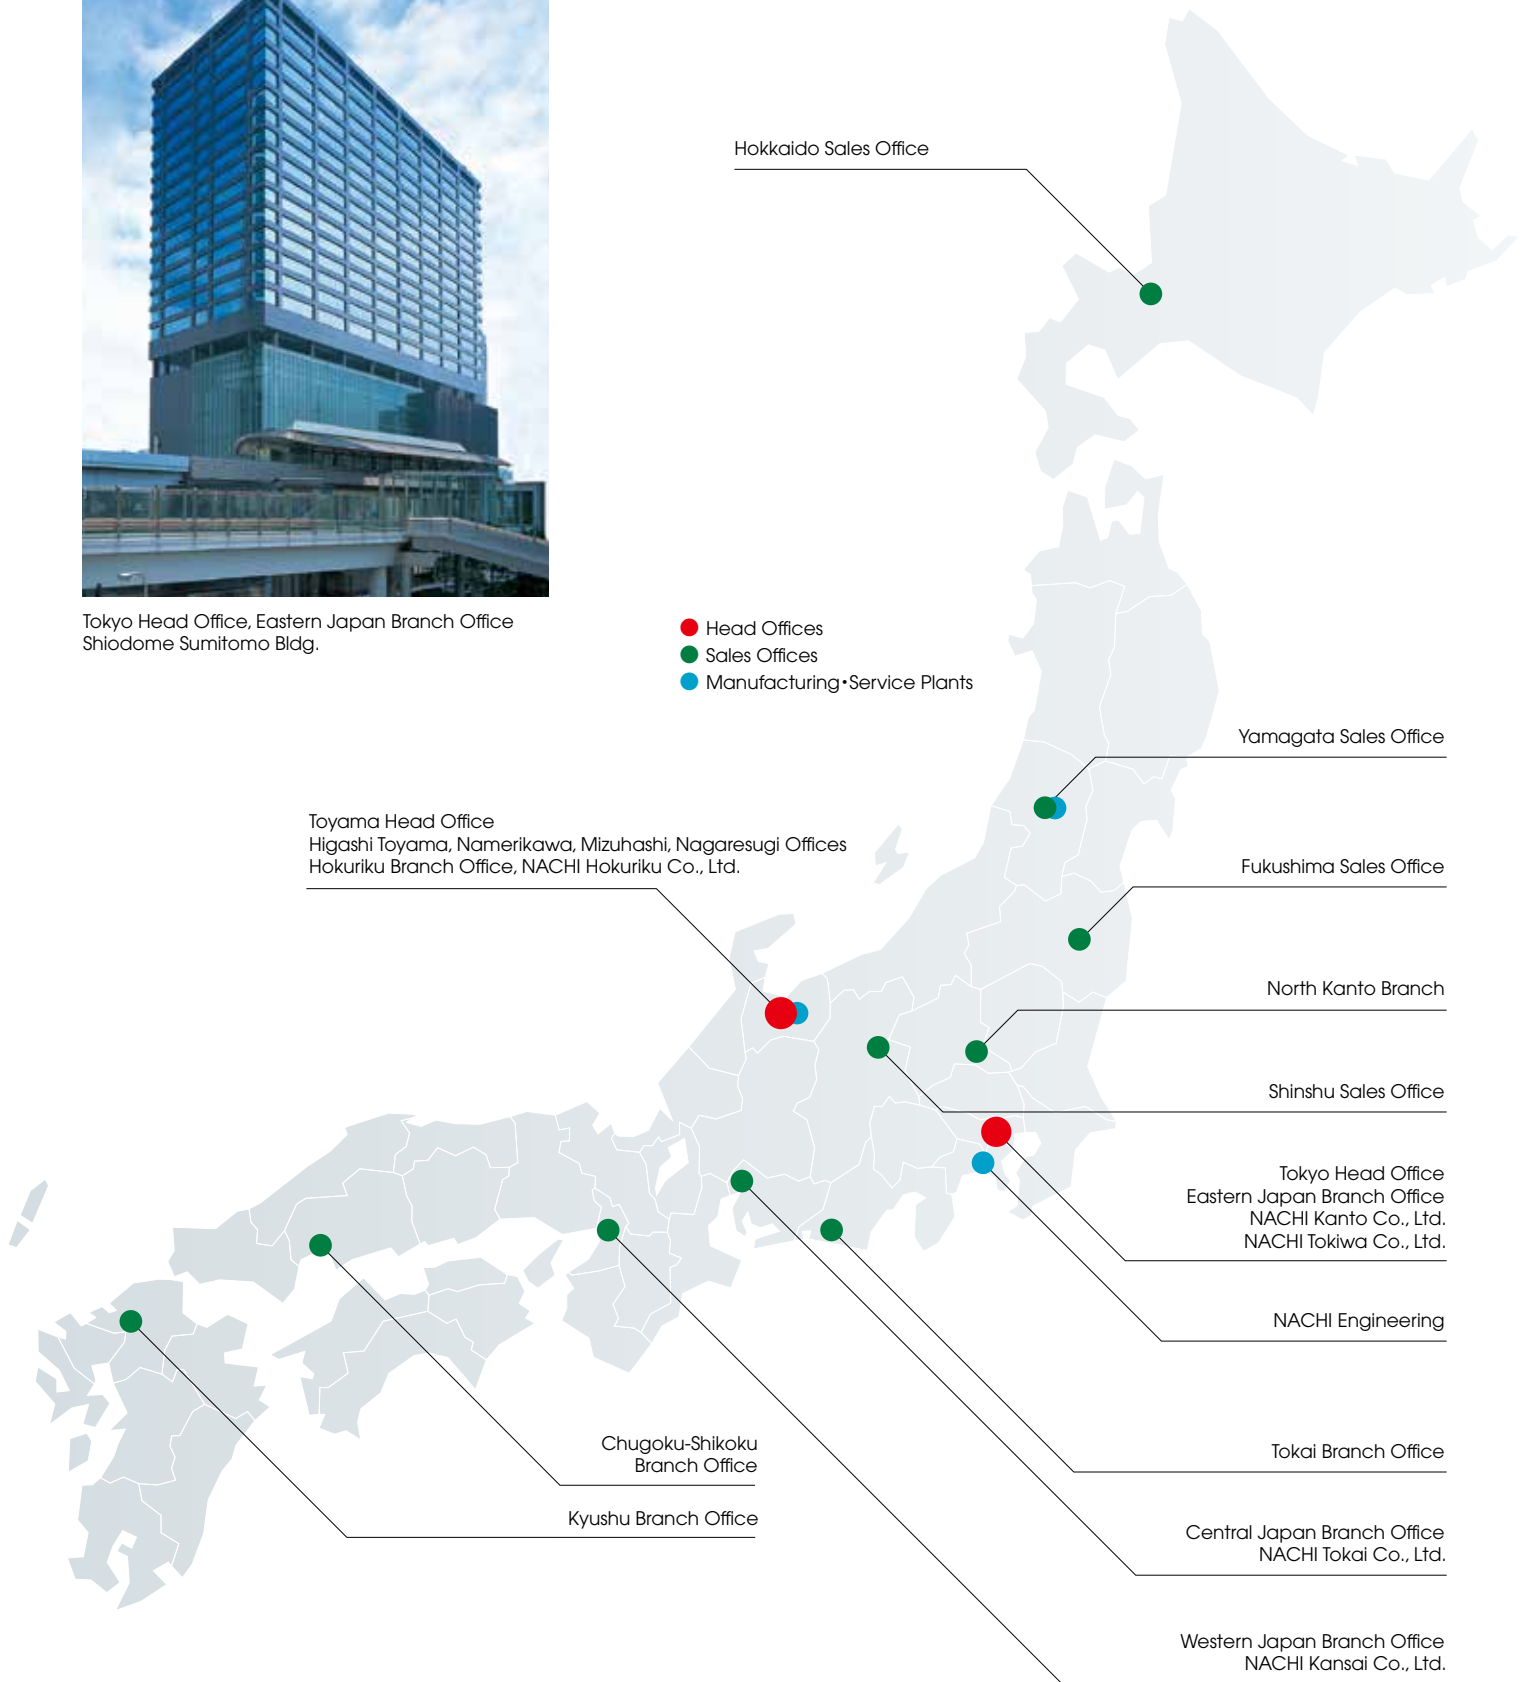 Hokkaido Sales Office
Tokyo Head Office, Eastern Japan Branch Office
Shiodome Sumitomo Bldg.
Head Offices
Sales Offices
Manufacturing・Service Plants
Yamagata Sales Office
Toyama Head Office
Higashi Toyama, Namerikawa, Mizuhashi, Nagaresugi Offices
Hokuriku Branch Office, NACHI Hokuriku Co., Ltd.
Fukushima Sales Office
North Kanto Branch
Shinshu Sales Office
Tokyo Head Office
Eastern Japan Branch Office
NACHI Kanto Co., Ltd.
NACHI Tokiwa Co., Ltd.
NACHI Engineering
Chugoku-Shikoku
Branch Office
Tokai Branch Office
Kyushu Branch Office
Central Japan Branch Office
NACHI Tokai Co., Ltd.
Western Japan Branch Office
NACHI Kansai Co., Ltd.